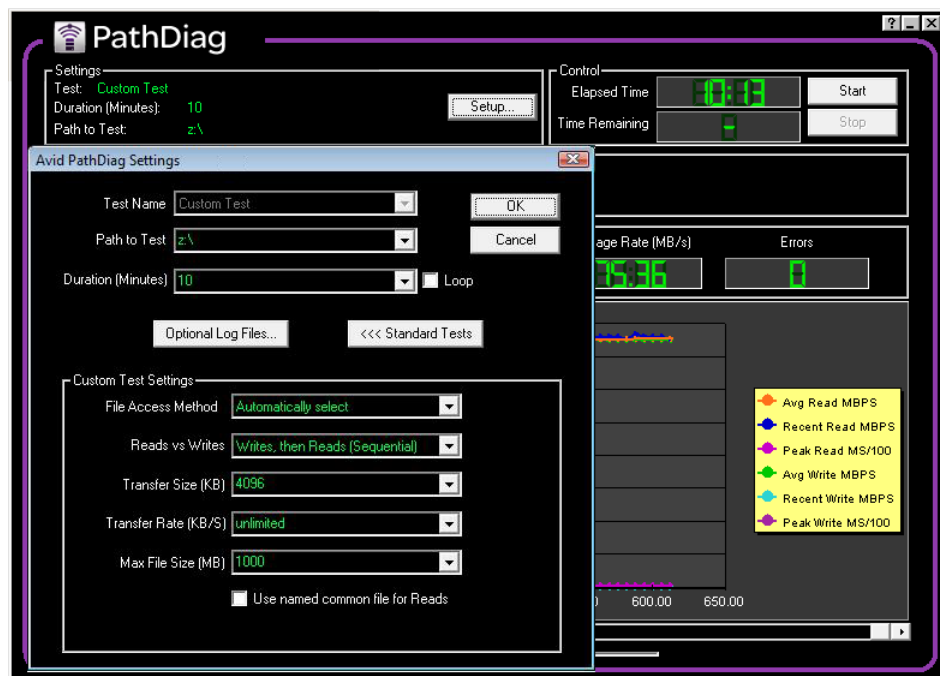 PathDiag
? _ X
Settings
Test: Custom Test
Duration (Minutes): 10
Path to Test: z:\
Setup...
Control
Elapsed Time 10:13
Start
Time Remaining -
Stop
Avid PathDiag Settings
Test Name Custom Test
OK
Path to Test z:\
Cancel
Duration (Minutes) 10
Loop
Optional Log Files...
<<< Standard Tests
Custom Test Settings
File Access Method Automatically select
Reads vs Writes Writes, then Reads (Sequential)
Transfer Size (KB) 4096
Transfer Rate (KB/S) unlimited
Max File Size (MB) 1000
Use named common file for Reads
age Rate (MB/s)
Errors
75.36
0
Avg Read MBPS
Recent Read MBPS
Peak Read MS/100
Avg Write MBPS
Recent Write MBPS
Peak Write MS/100
600.00 650.00